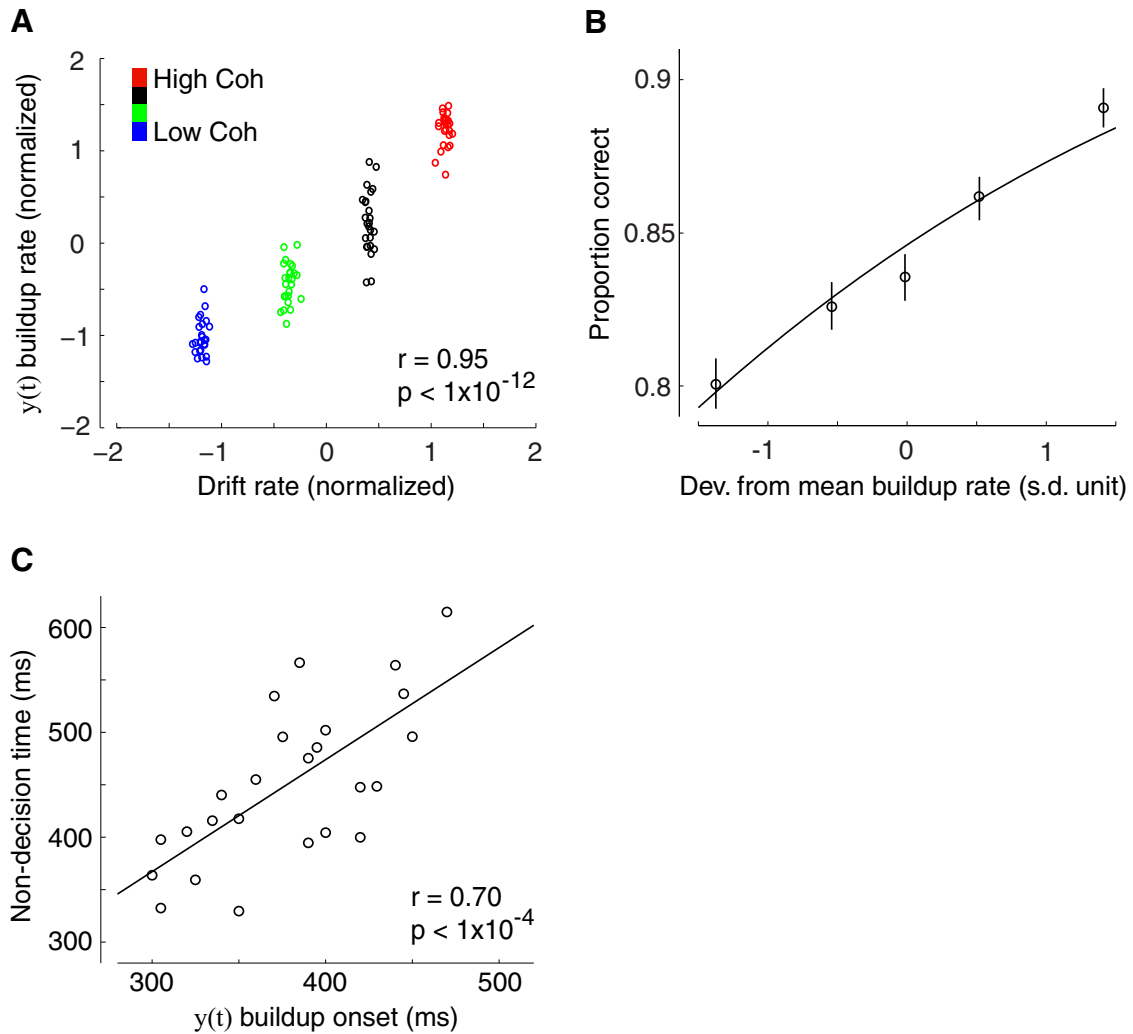 A
y(t) buildup rate (normalized)
2
1
0
−1
−2
High Coh
Low Coh
r = 0.95
p < 1x10-12
−2 −1 0 1 2
Drift rate (normalized)
B
Proportion correct
0.9
0.85
0.8
-1 0 1
Dev. from mean buildup rate (s.d. unit)
C
Non-decision time (ms)
600
500
400
300
r = 0.70
p < 1x10-4
300 400 500
y(t) buildup onset (ms)